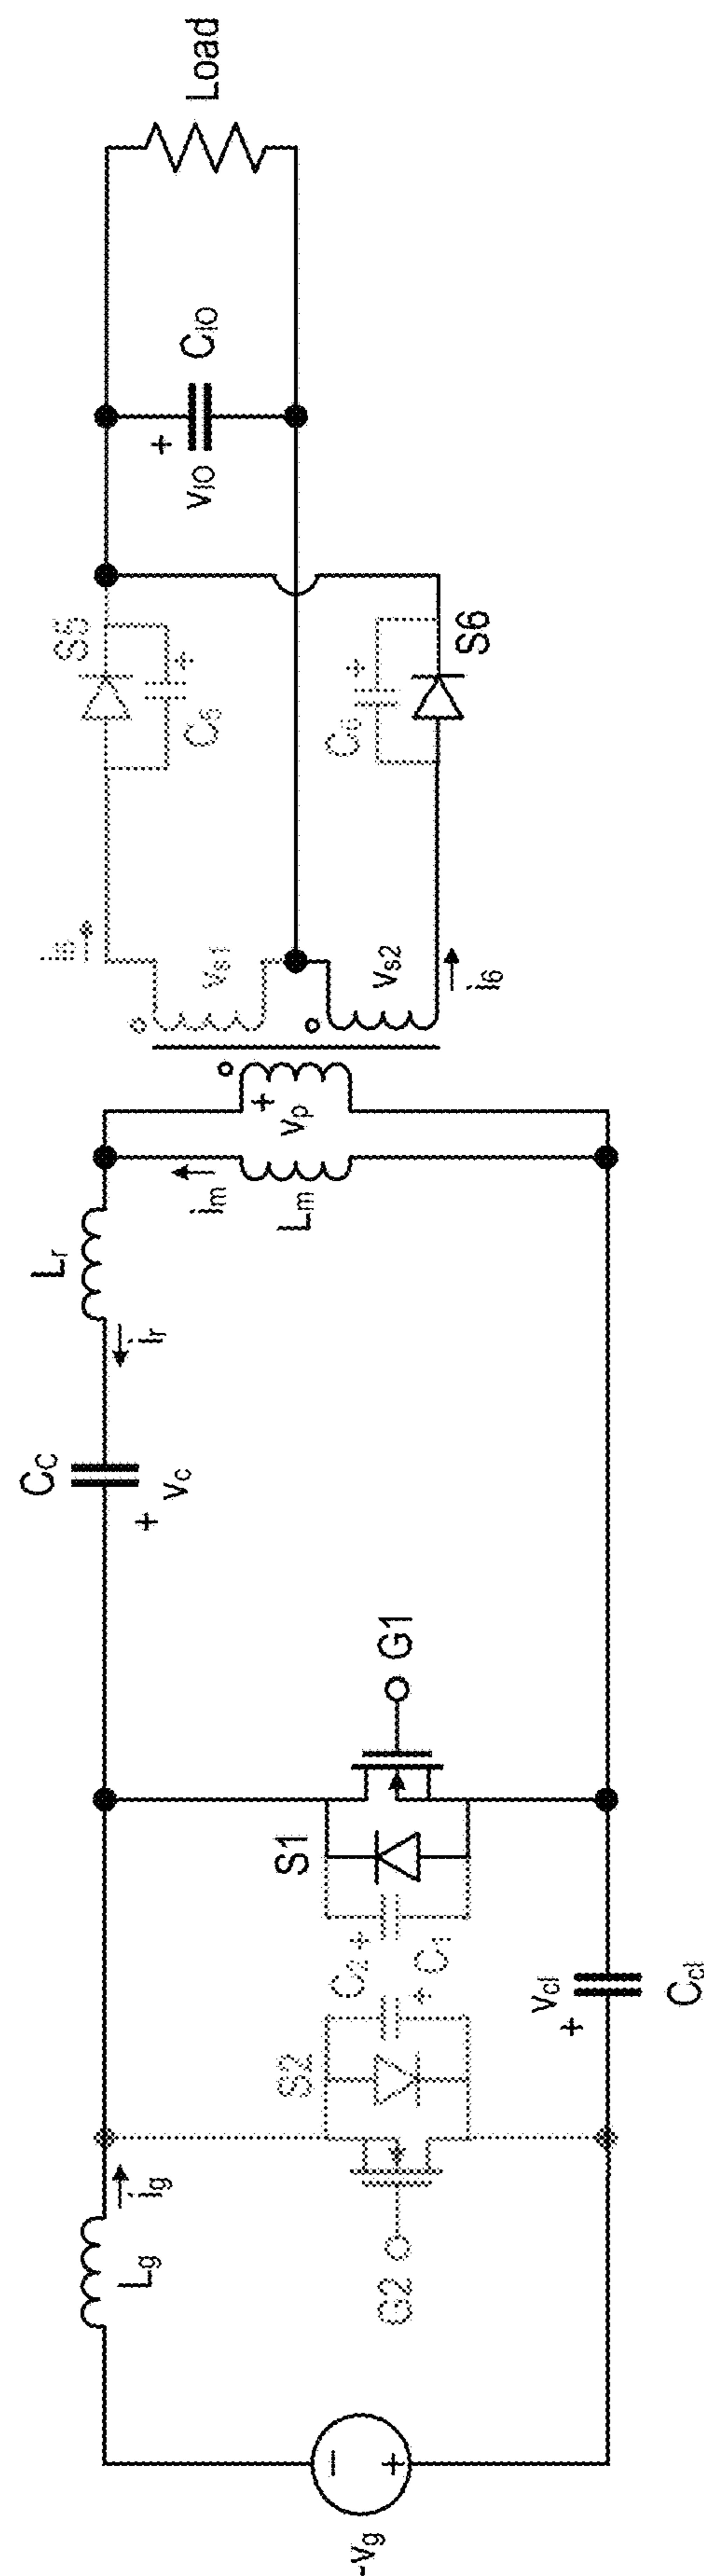 -vg
Lg
ig
G2
S2
C2
vcl
Ccl
S1
C1
G1
CC
vc
Lr
ir
im
Lm
vp
vs1
vs2
i6
S5
C5
C6
S6
vIO
CIO
Load